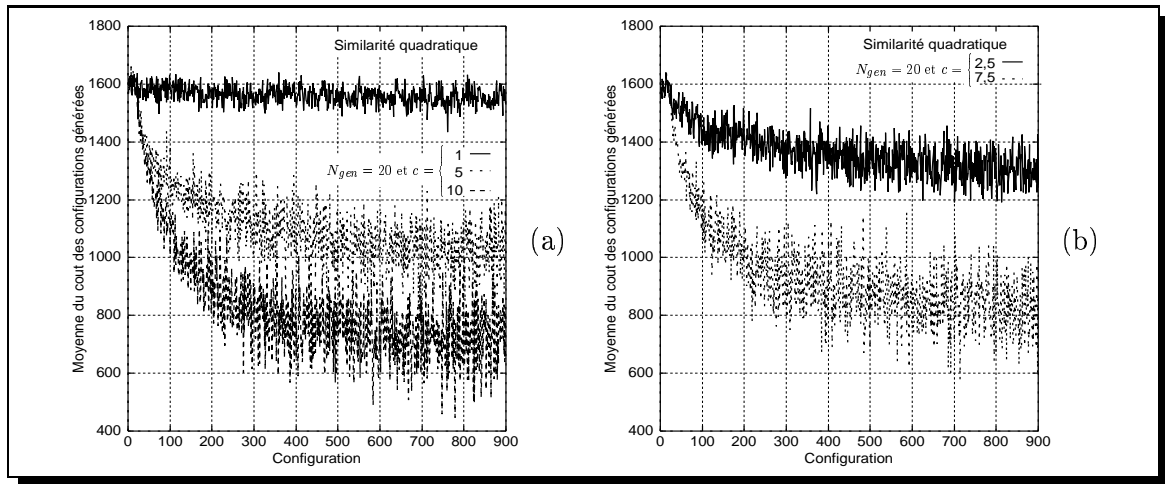 1800
1600
1400
1200
1000
800
600
400
0 100 200 300 400 500 600 700 800 900
Moyenne du cout des configurations générées
Configuration
Similarité quadratique
N_gen = 20 et c = { 1
5
10
(a)
1800
1600
1400
1200
1000
800
600
400
0 100 200 300 400 500 600 700 800 900
Moyenne du cout des configurations générées
Configuration
Similarité quadratique
N_gen = 20 et c = { 2,5
7,5
(b)